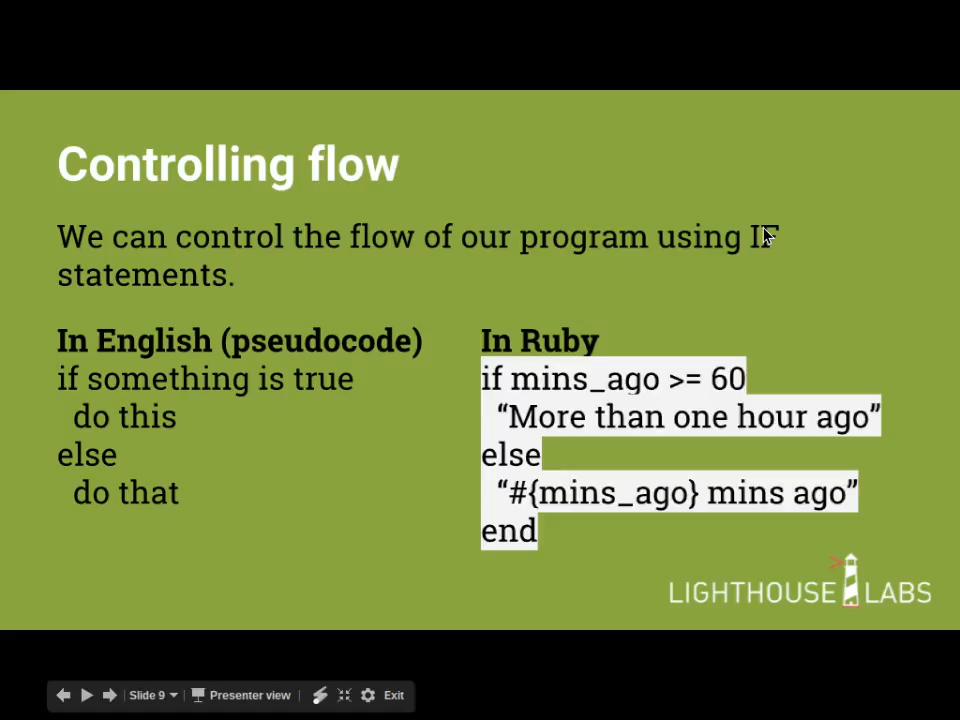 Controlling flow
We can control the flow of our program using IF
statements.
In English (pseudocode)
if something is true
do this
else
do that
In Ruby
if mins_ago >= 60
“More than one hour ago”
else
“#{mins_ago} mins ago”
end
LIGHTHOUSE LABS
Slide 9
Presenter view
Exit